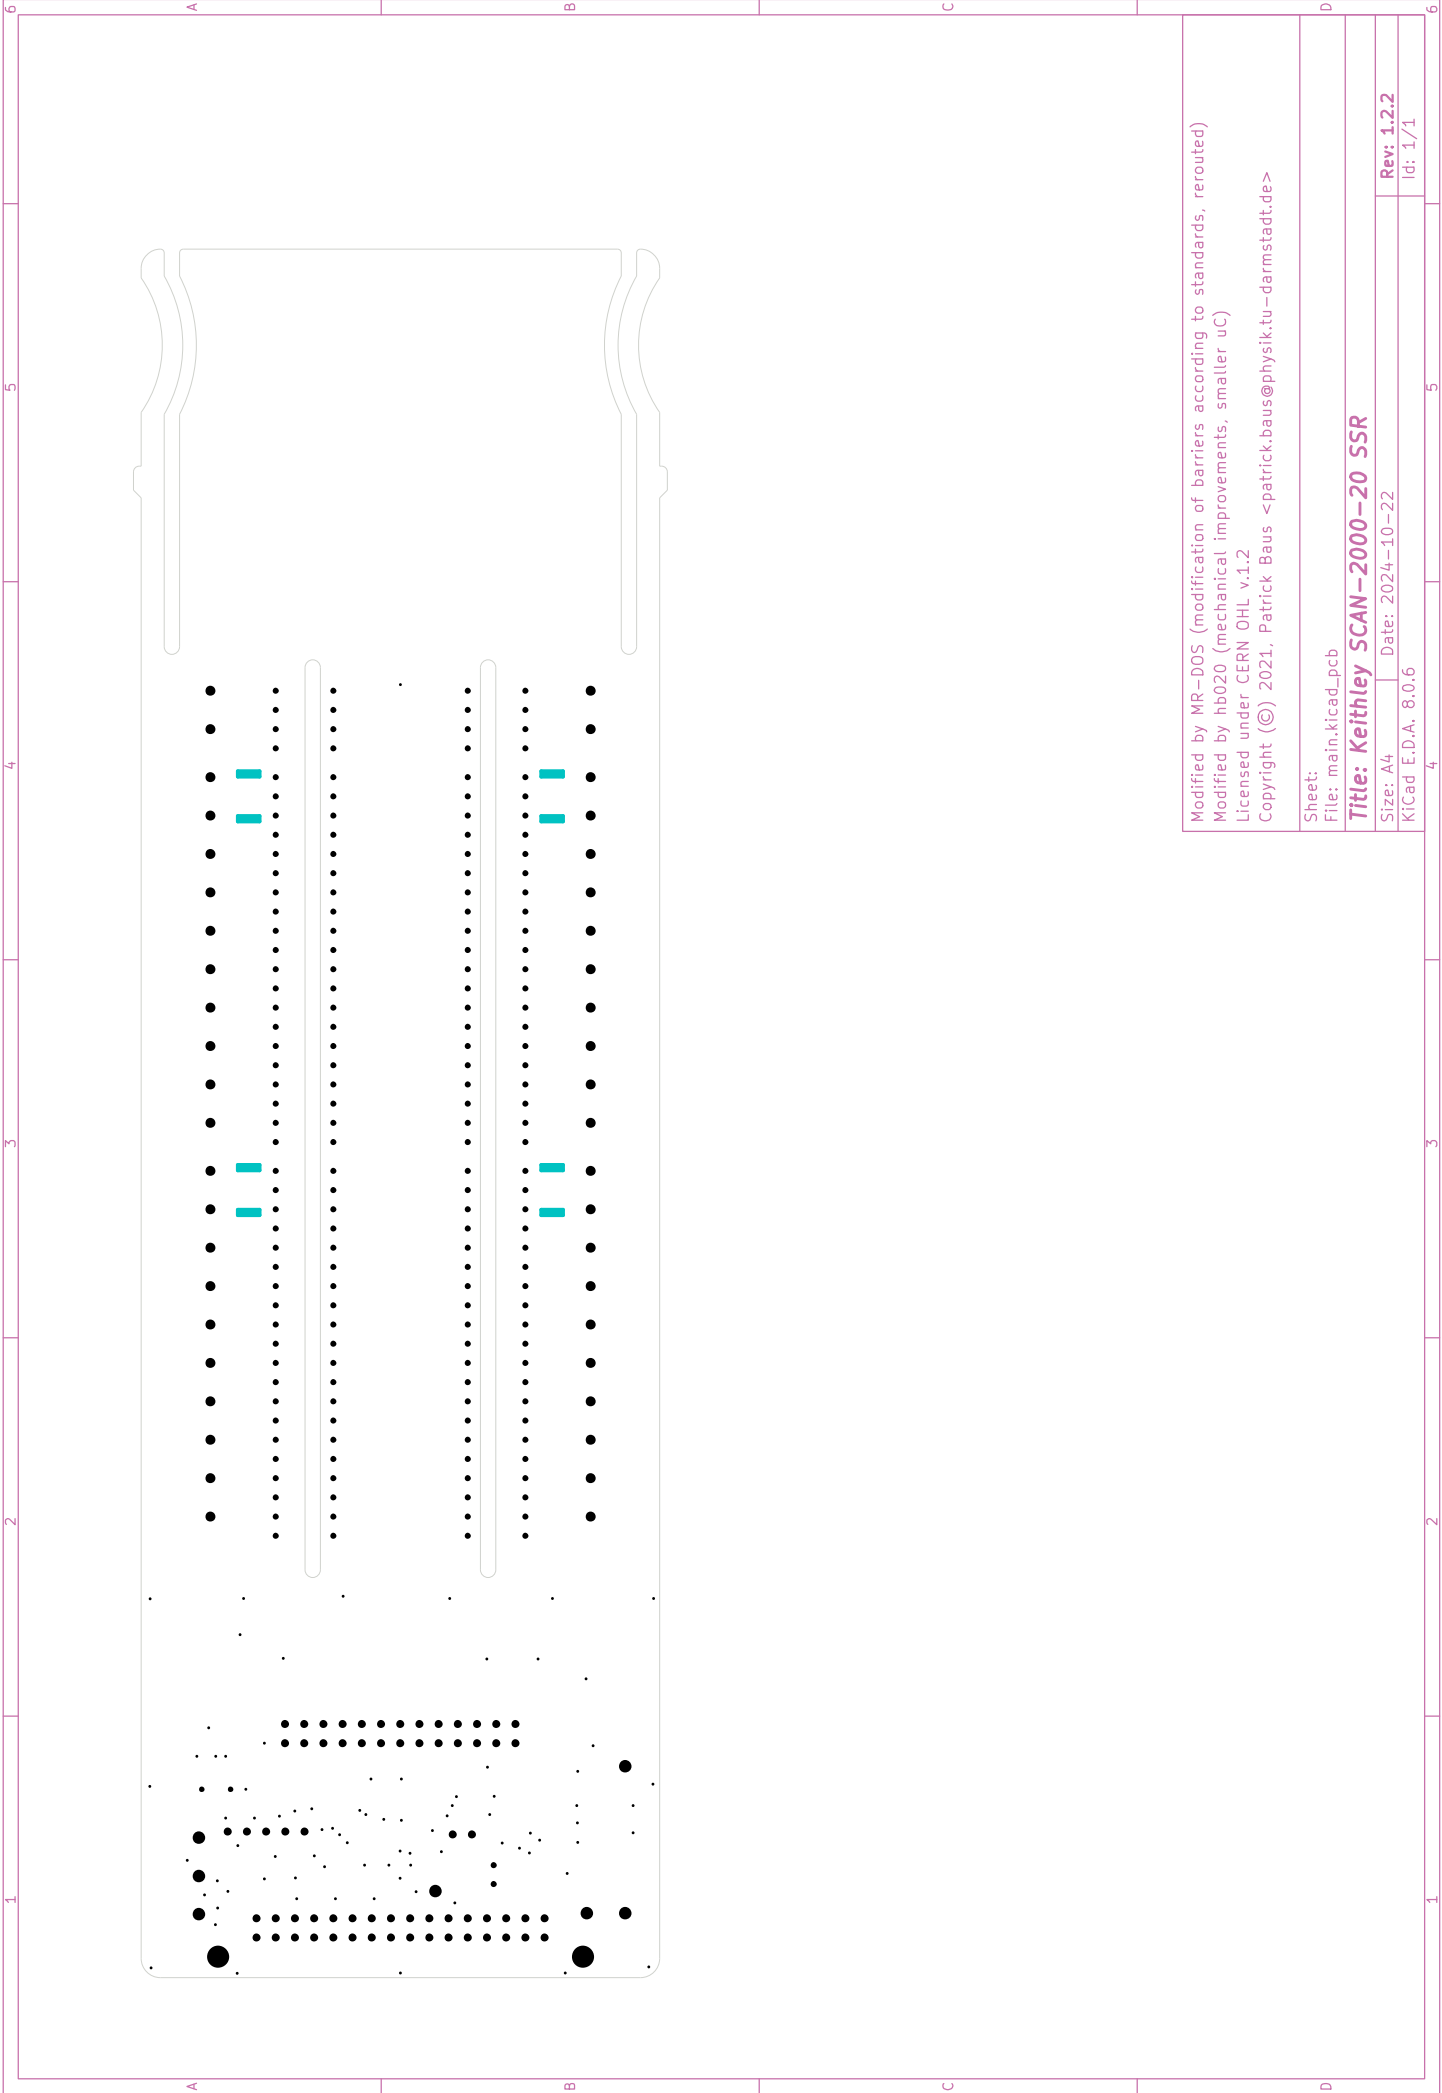 Modified by MR-DOS (modification of barriers according to standards, rerouted)
Modified by hb020 (mechanical improvements, smaller uC)
Licensed under CERN OHL v.1.2
Copyright (©) 2021, Patrick Baus <patrick.baus@physik.tu-darmstadt.de>
Sheet:
File: main.kicad_pcb
Title: Keithley SCAN-2000-20 SSR
Size: A4 Date: 2024-10-22 Rev: 1.2.2
KiCad E.D.A. 8.0.6 Id: 1/1
6 A B C D 6
5 5
4 4
3 3
2 2
1 1
A B C D